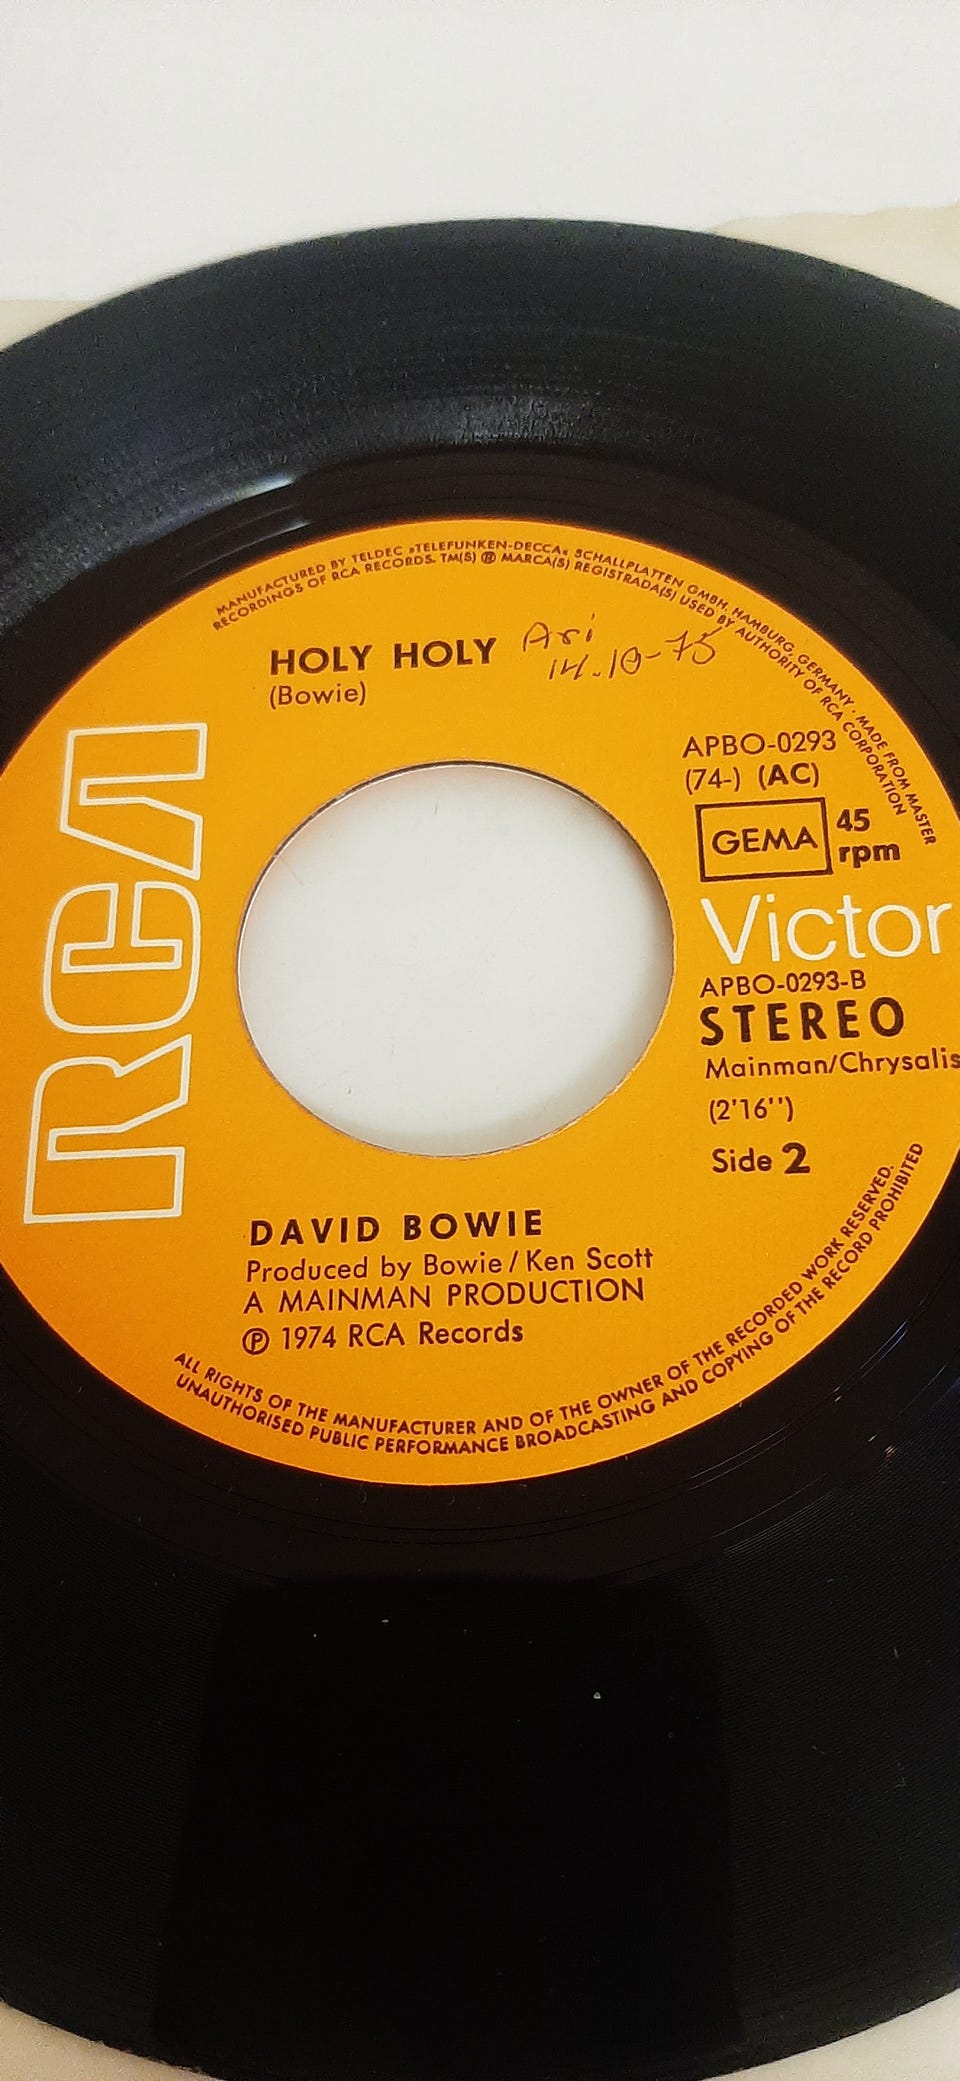 MANUFACTURED BY TELDEC »TELEFUNKEN-DECCA« SCHALLPLATTEN GMBH, HAMBURG, GERMANY · MADE FROM MASTER
RECORDINGS OF RCA RECORDS. TM(S) ® MARCA(S) REGISTRADA(S) USED BY AUTHORITY OF RCA CORPORATION
HOLY HOLY
Ari
14.10-75
(Bowie)
RCA
APBO-0293
(74-) (AC)
GEMA
45
rpm
Victor
APBO-0293-B
STEREO
Mainman/Chrysalis
(2'16'')
Side 2
DAVID BOWIE
Produced by Bowie / Ken Scott
A MAINMAN PRODUCTION
℗ 1974 RCA Records
ALL RIGHTS OF THE MANUFACTURER AND OF THE OWNER OF THE RECORDED WORK RESERVED.
UNAUTHORISED PUBLIC PERFORMANCE BROADCASTING AND COPYING OF THE RECORD PROHIBITED